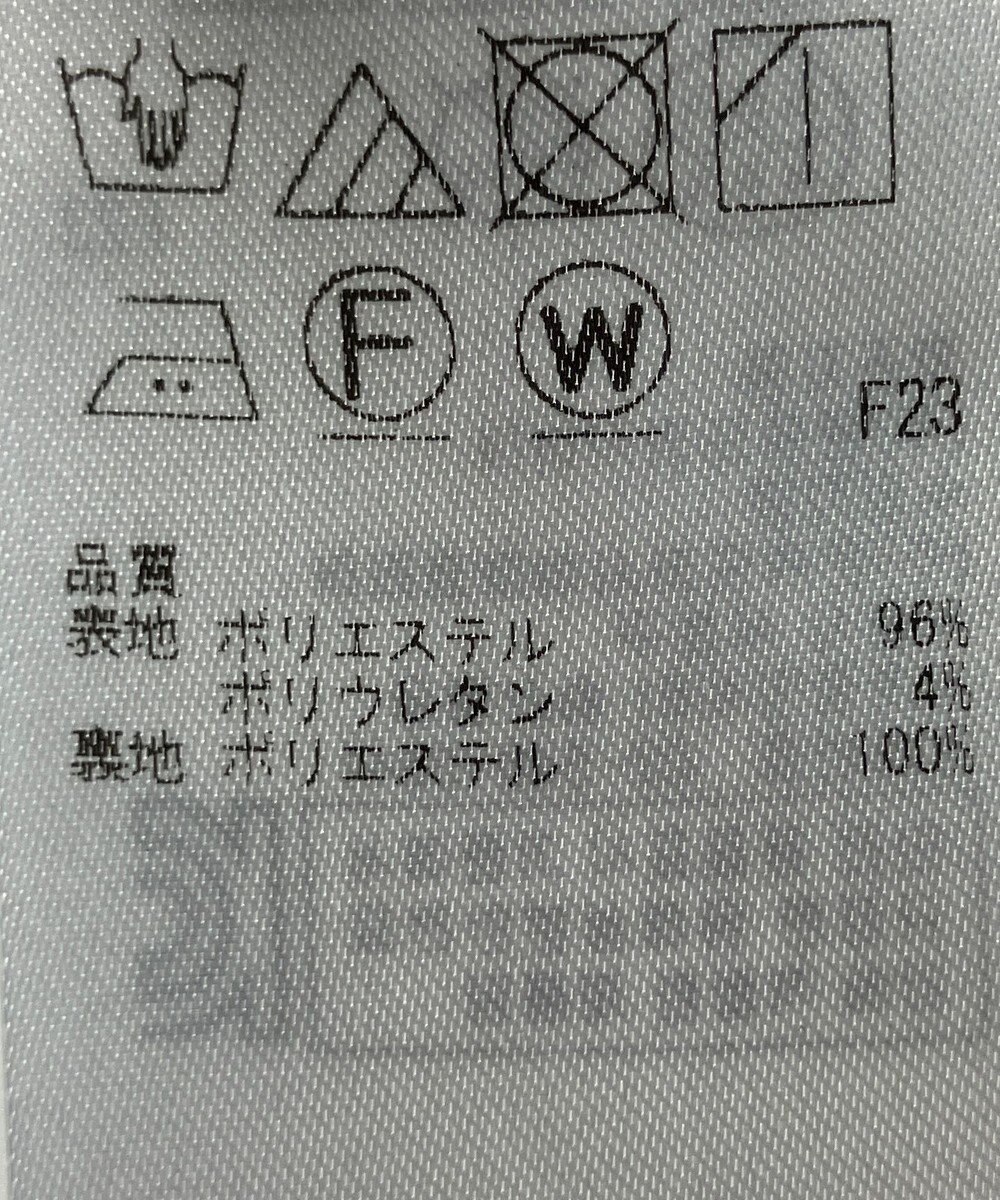 F W
F23
品質
表地 ポリエステル 96%
ポリウレタン 4%
裏地 ポリエステル 100%